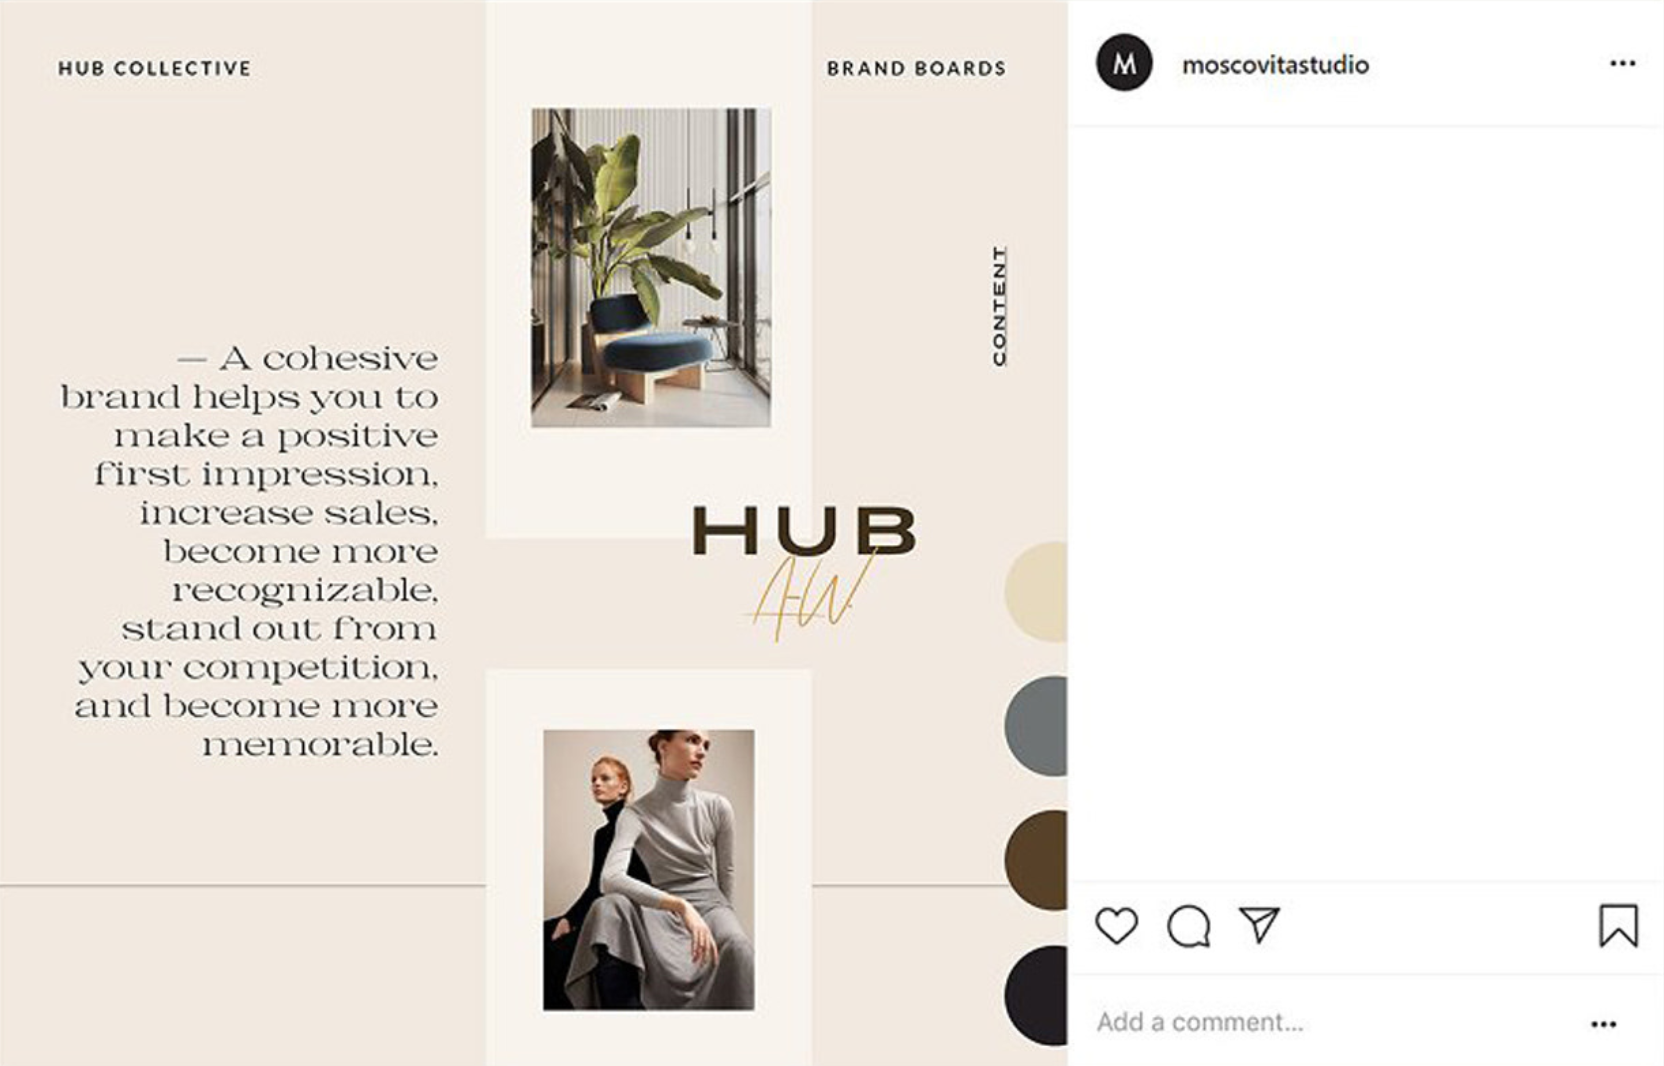 HUB COLLECTIVE
BRAND BOARDS
CONTENT
— A cohesive
brand helps you to
make a positive
first impression,
increase sales,
become more
recognizable,
stand out from
your competition,
and become more
memorable.
HUB
A.W.
M
moscovitastudio
Add a comment...